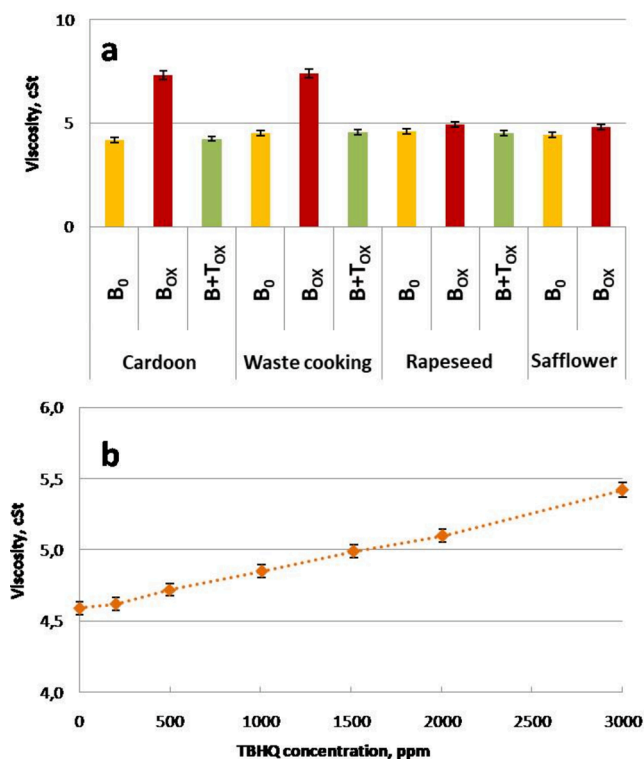 10
a
Viscosity, cSt
5
0
B0 BOX B+TOX B0 BOX B+TOX B0 BOX B+TOX B0 BOX
Cardoon Waste cooking Rapeseed Safflower
6,0
b
5,5
Viscosity, cSt
5,0
4,5
4,0
0 500 1000 1500 2000 2500 3000
TBHQ concentration, ppm